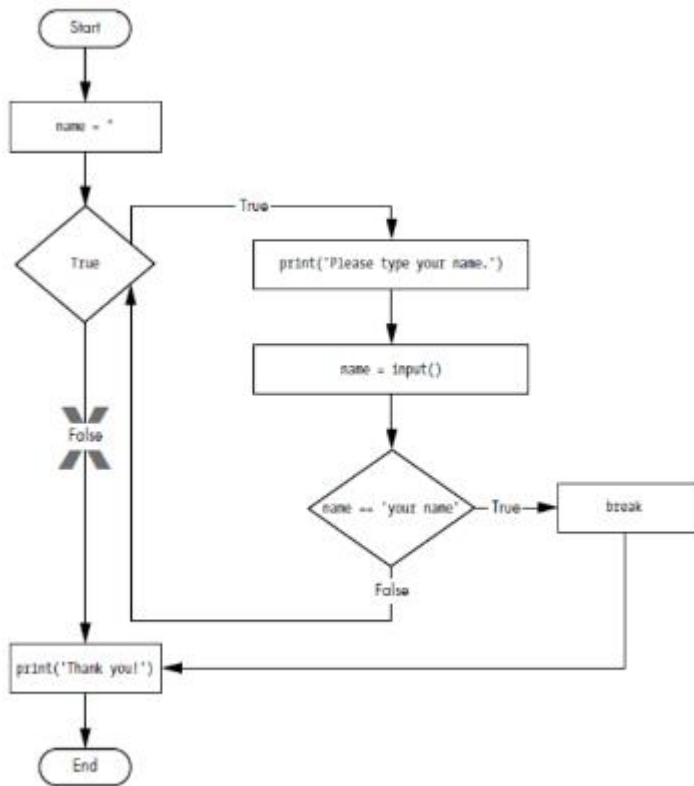 Start
name = "
True
True
print("Please type your name.")
name = input()
False
name == 'your name'
True
break
False
print('Thank you!')
End